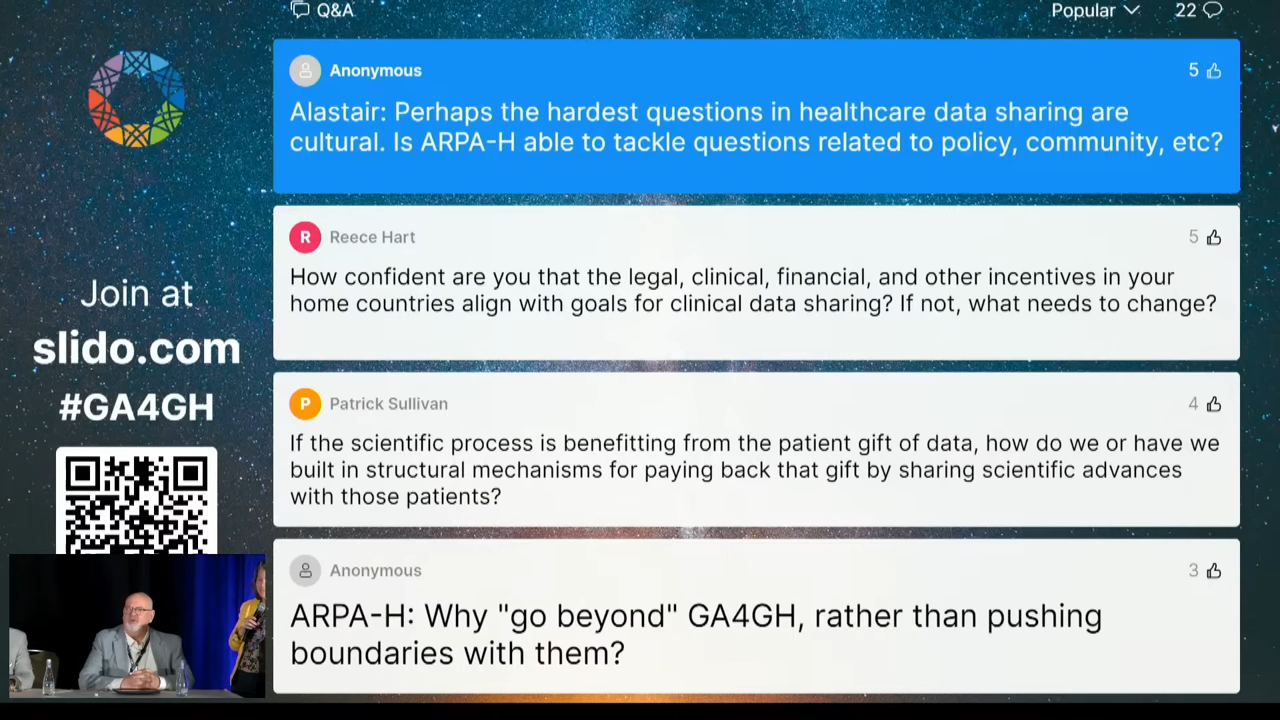 Q&A
Popular
22
Join at
slido.com
#GA4GH
Anonymous
5
Alastair: Perhaps the hardest questions in healthcare data sharing are
cultural. Is ARPA-H able to tackle questions related to policy, community, etc?
R
Reece Hart
5
How confident are you that the legal, clinical, financial, and other incentives in your
home countries align with goals for clinical data sharing? If not, what needs to change?
P
Patrick Sullivan
4
If the scientific process is benefitting from the patient gift of data, how do we or have we
built in structural mechanisms for paying back that gift by sharing scientific advances
with those patients?
Anonymous
3
ARPA-H: Why "go beyond" GA4GH, rather than pushing
boundaries with them?